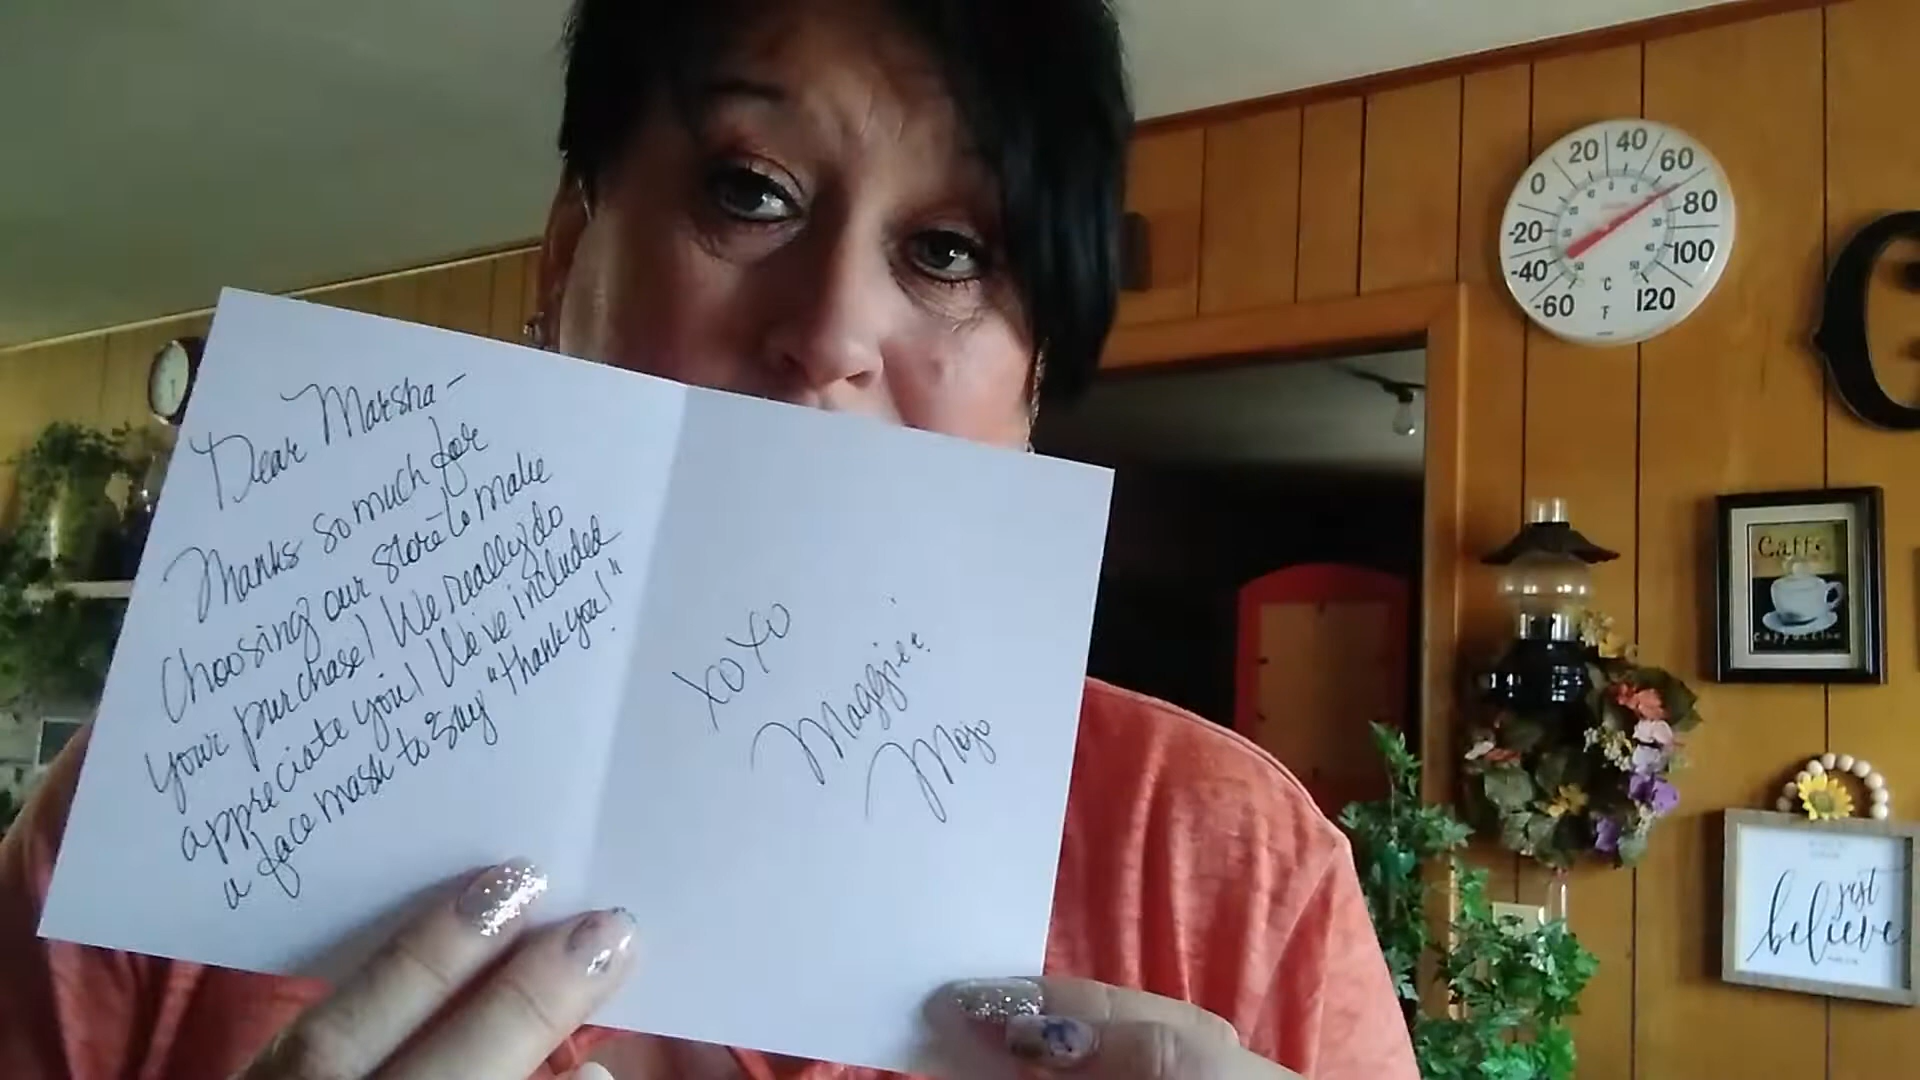 Dear Marsha –
Thanks so much for
choosing our store to make
your purchase! We really do
appreciate you! We've included
a face mask to say "thank you!"
XOXO
Maggie &
Mojo
-60 -40 -20 0 20 40 60 80 100 120
°C
°F
Caffe
Cappuccino
just
believe